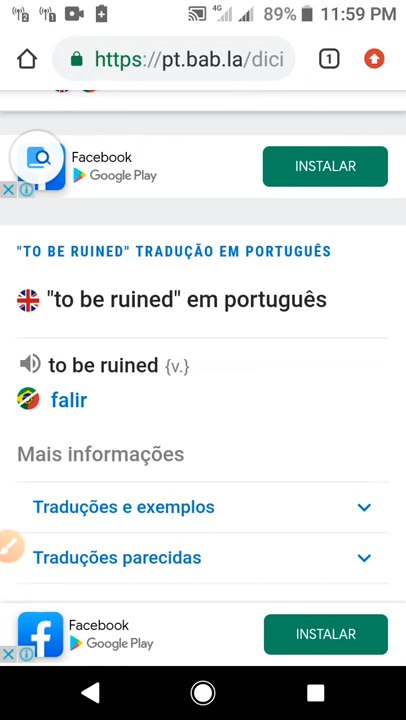 4G 89% 11:59 PM
https://pt.bab.la/dici 1
Facebook
Google Play
INSTALAR
"TO BE RUINED" TRADUÇÃO EM PORTUGUÊS
"to be ruined" em português
to be ruined {v.}
falir
Mais informações
Traduções e exemplos
Traduções parecidas
Facebook
Google Play
INSTALAR